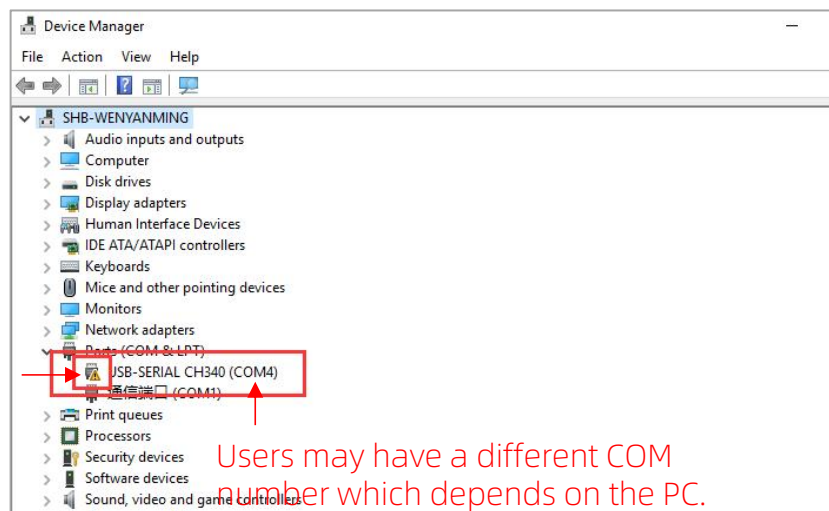 Device Manager
File Action View Help
SHB-WENYANMING
Audio inputs and outputs
Computer
Disk drives
Display adapters
Human Interface Devices
IDE ATA/ATAPI controllers
Keyboards
Mice and other pointing devices
Monitors
Network adapters
Ports (COM & LPT)
USB-SERIAL CH340 (COM4)
通信端口 (COM1)
Print queues
Processors
Security devices
Software devices
Sound, video and game controllers
Users may have a different COM
number which depends on the PC.